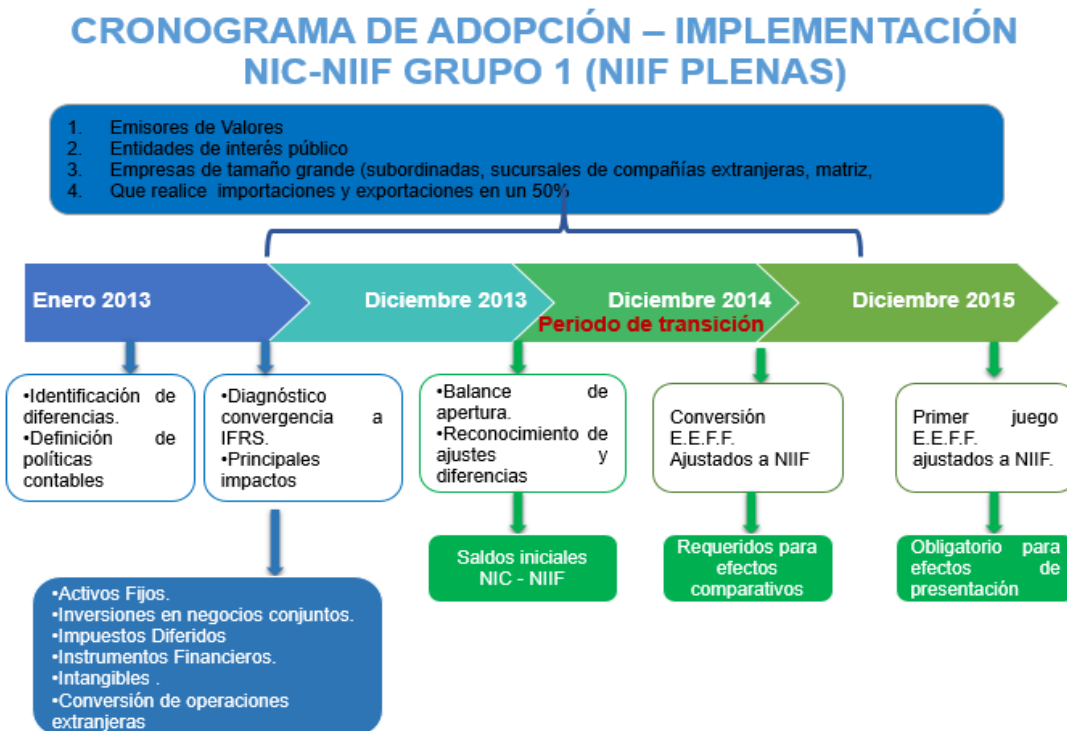 CRONOGRAMA DE ADOPCIÓN – IMPLEMENTACIÓN
NIC-NIIF GRUPO 1 (NIIF PLENAS)
1. Emisores de Valores
2. Entidades de interés público
3. Empresas de tamaño grande (subordinadas, sucursales de compañías extranjeras, matriz,
4. Que realice importaciones y exportaciones en un 50%
Enero 2013
Diciembre 2013
Diciembre 2014
Periodo de transición
Diciembre 2015
•Identificación de
diferencias.
•Definición de
políticas
contables
•Diagnóstico
convergencia a
IFRS.
•Principales
impactos
•Balance de
apertura.
•Reconocimiento de
ajustes y
diferencias
Conversión
E.E.F.F.
Ajustados a NIIF
Primer juego
E.E.F.F.
ajustados a NIIF.
Saldos iniciales
NIC - NIIF
Requeridos para
efectos
comparativos
Obligatorio para
efectos de
presentación
•Activos Fijos.
•Inversiones en negocios conjuntos.
•Impuestos Diferidos
•Instrumentos Financieros.
•Intangibles .
•Conversión de operaciones
extranjeras